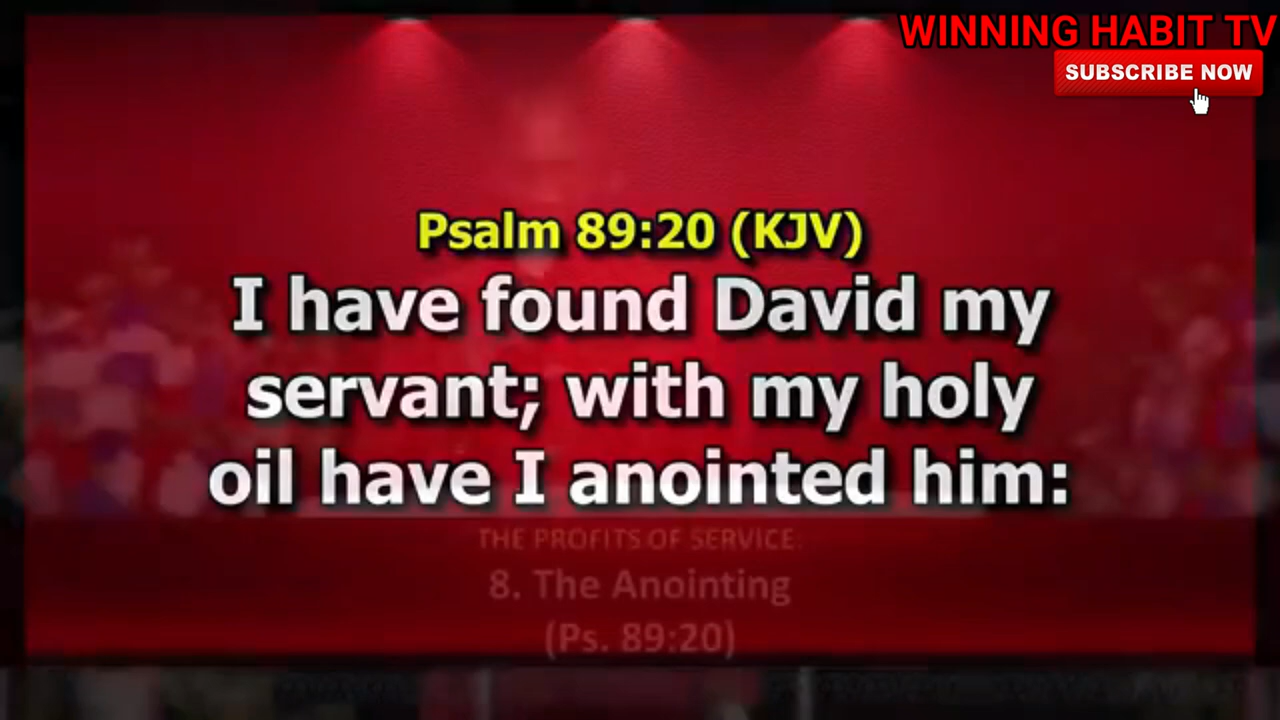 WINNING HABIT TV
SUBSCRIBE NOW
Psalm 89:20 (KJV)
I have found David my
servant; with my holy
oil have I anointed him:
THE PROFITS OF SERVICE:
8. The Anointing
(Ps. 89:20)